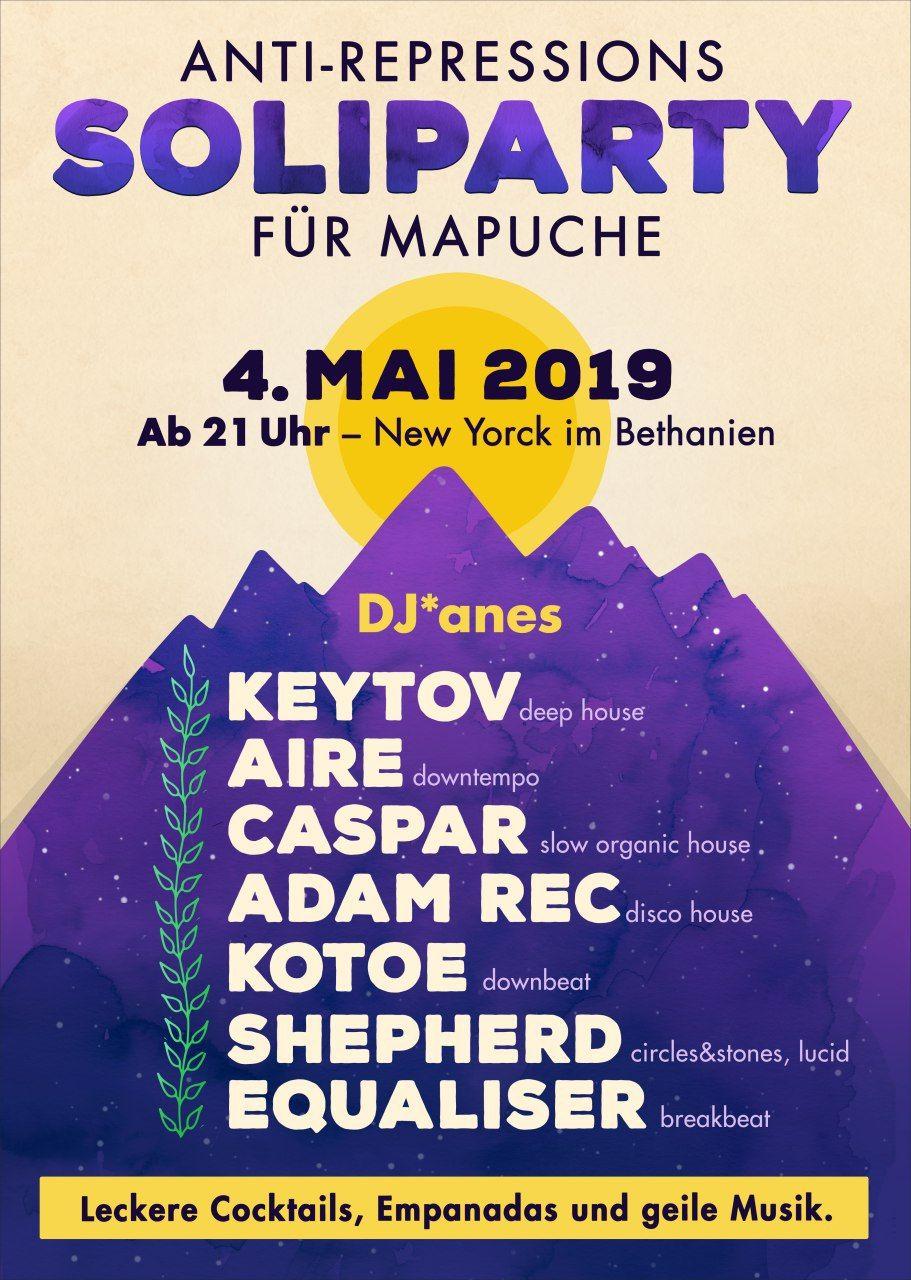 ANTI-REPRESSIONS
SOLIPARTY
FÜR MAPUCHE
4. MAI 2019
Ab 21 Uhr – New Yorck im Bethanien
DJ*anes
KEYTOV deep house
AIRE downtempo
CASPAR slow organic house
ADAM REC disco house
KOTOE downbeat
SHEPHERD circles&stones, lucid
EQUALISER breakbeat
Leckere Cocktails, Empanadas und geile Musik.